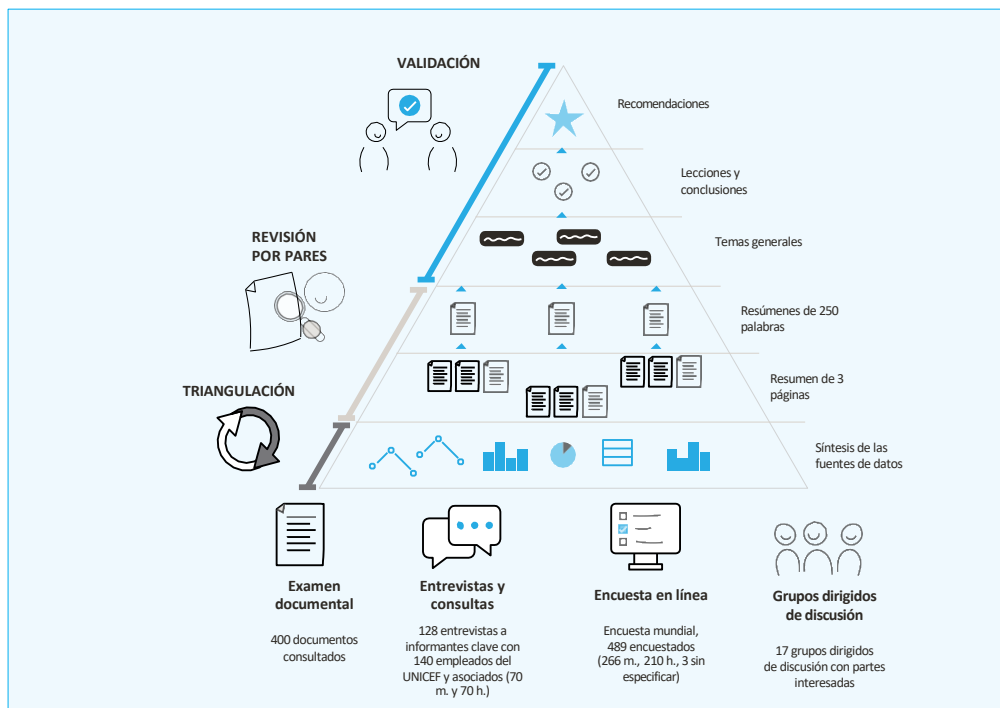 VALIDACIÓN
Recomendaciones
Lecciones y
conclusiones
REVISIÓN
POR PARES
Temas generales
Resúmenes de 250
palabras
TRIANGULACIÓN
Resumen de 3
páginas
Síntesis de las
fuentes de datos
Examen
documental
400 documentos
consultados
Entrevistas y
consultas
128 entrevistas a
informantes clave con
140 empleados del
UNICEF y asociados (70
m. y 70 h.)
Encuesta en línea
Encuesta mundial,
489 encuestados
(266 m., 210 h., 3 sin
especificar)
Grupos dirigidos
de discusión
17 grupos dirigidos
de discusión con partes
interesadas